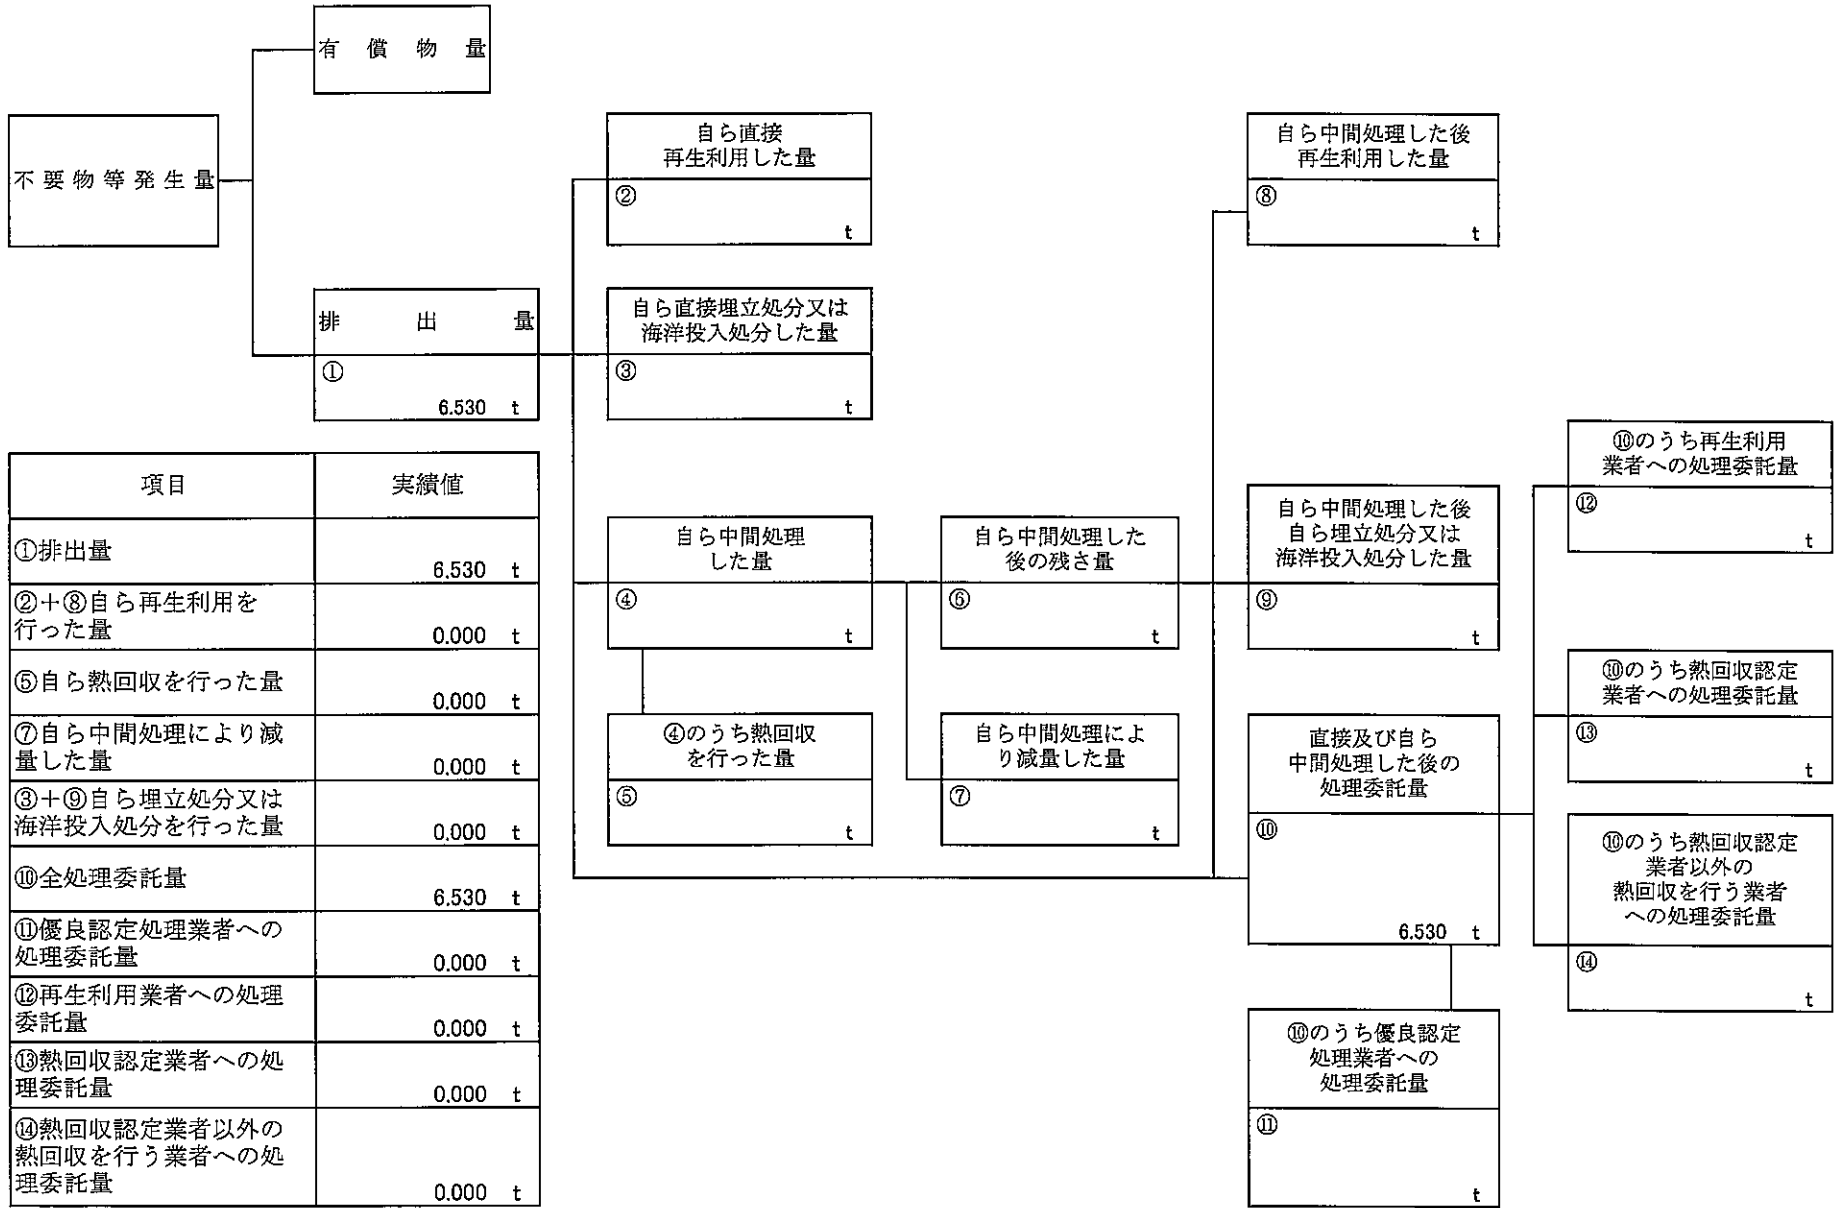 有償物量
不要物等発生量
排出量
①
6.530 t
自ら直接
再生利用した量
②
t
自ら直接埋立処分又は
海洋投入処分した量
③
t
自ら中間処理
した量
④
t
④のうち熱回収
を行った量
⑤
t
自ら中間処理した
後の残さ量
⑥
t
自ら中間処理によ
り減量した量
⑦
t
自ら中間処理した後
再生利用した量
⑧
t
自ら中間処理した後
自ら埋立処分又は
海洋投入処分した量
⑨
t
直接及び自ら
中間処理した後の
処理委託量
⑩
6.530 t
⑩のうち優良認定
処理業者への
処理委託量
⑪
t
⑩のうち再生利用
業者への処理委託量
⑫
t
⑩のうち熱回収認定
業者への処理委託量
⑬
t
⑩のうち熱回収認定
業者以外の
熱回収を行う業者
への処理委託量
⑭
t
項目 実績値
①排出量
6.530 t
②+⑧自ら再生利用を
行った量
0.000 t
⑤自ら熱回収を行った量
0.000 t
⑦自ら中間処理により減
量した量
0.000 t
③+⑨自ら埋立処分又は
海洋投入処分を行った量
0.000 t
⑩全処理委託量
6.530 t
⑪優良認定処理業者への
処理委託量
0.000 t
⑫再生利用業者への処理
委託量
0.000 t
⑬熱回収認定業者への処
理委託量
0.000 t
⑭熱回収認定業者以外の
熱回収を行う業者への処
理委託量
0.000 t